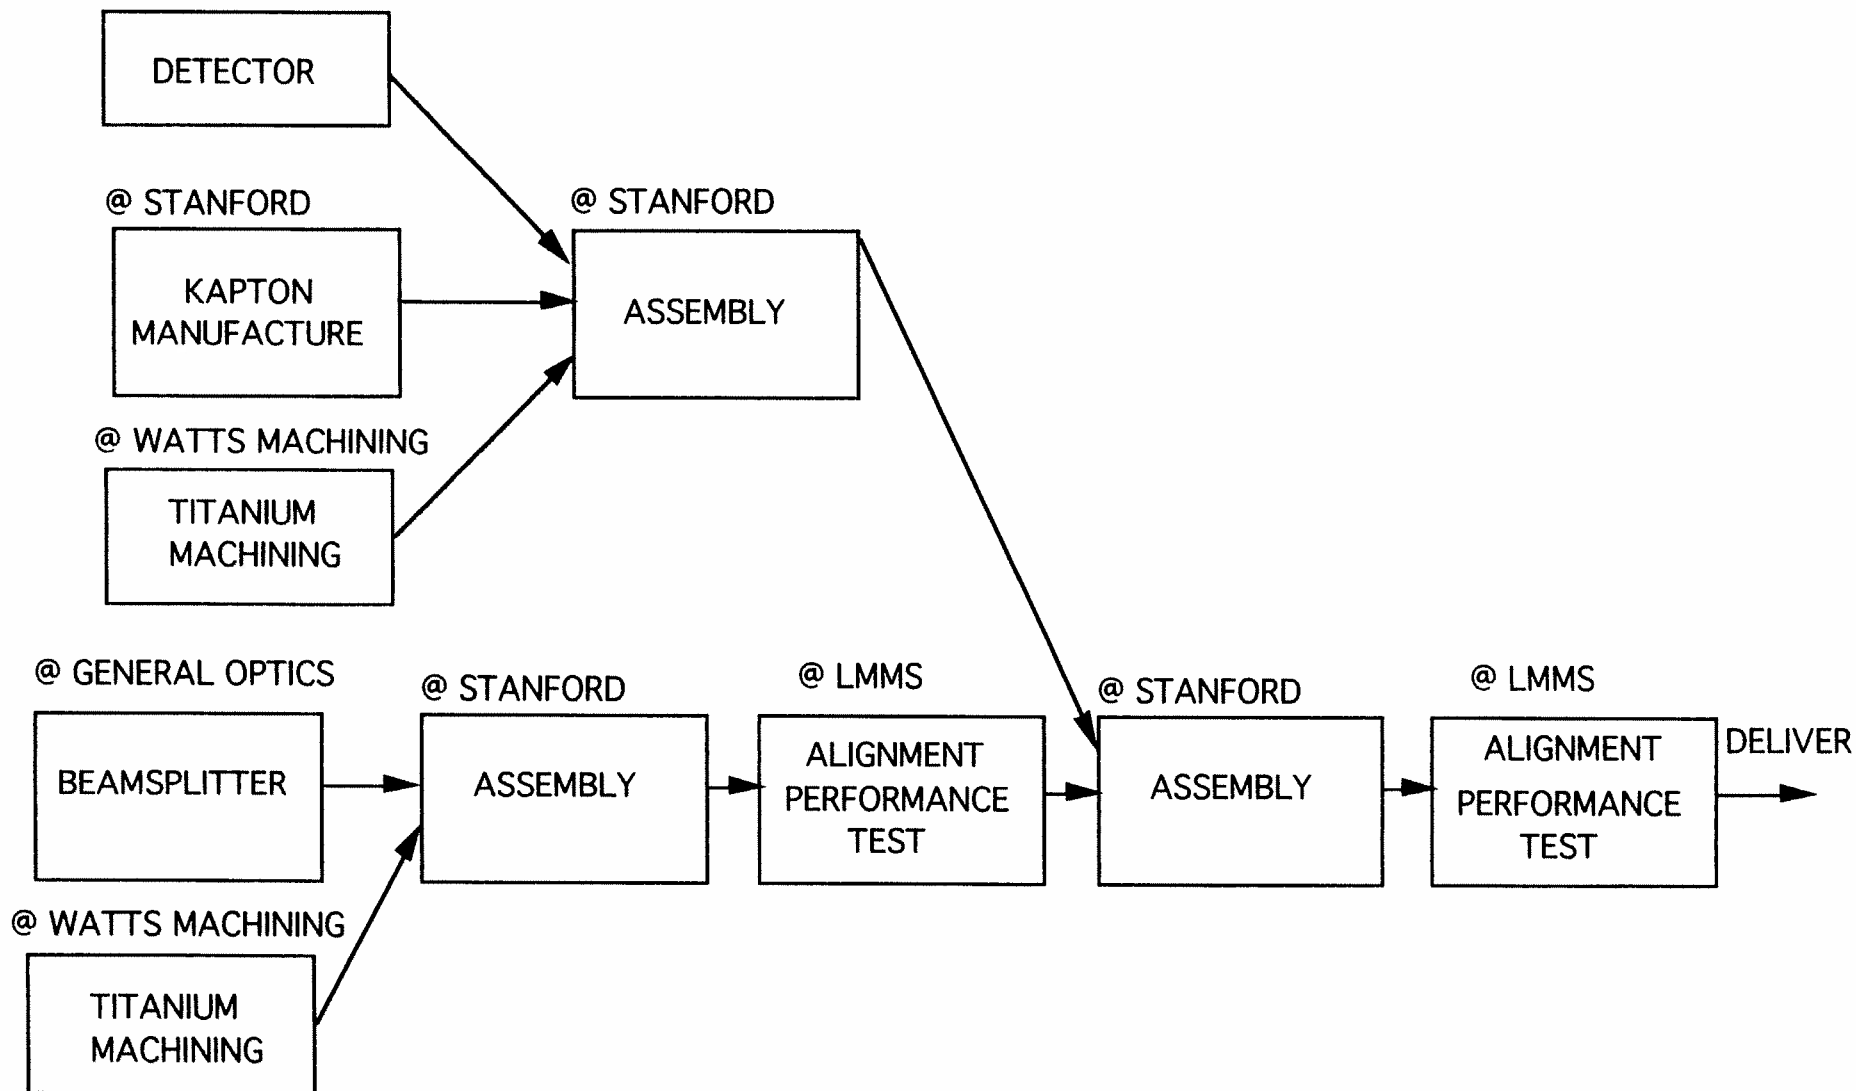 DETECTOR
@ STANFORD
@ STANFORD
KAPTON
MANUFACTURE
ASSEMBLY
@ WATTS MACHINING
TITANIUM
MACHINING
@ GENERAL OPTICS
@ STANFORD
@ LMMS
@ STANFORD
@ LMMS
BEAMSPLITTER
ASSEMBLY
ALIGNMENT
PERFORMANCE
TEST
ASSEMBLY
ALIGNMENT
PERFORMANCE
TEST
DELIVER
@ WATTS MACHINING
TITANIUM
MACHINING